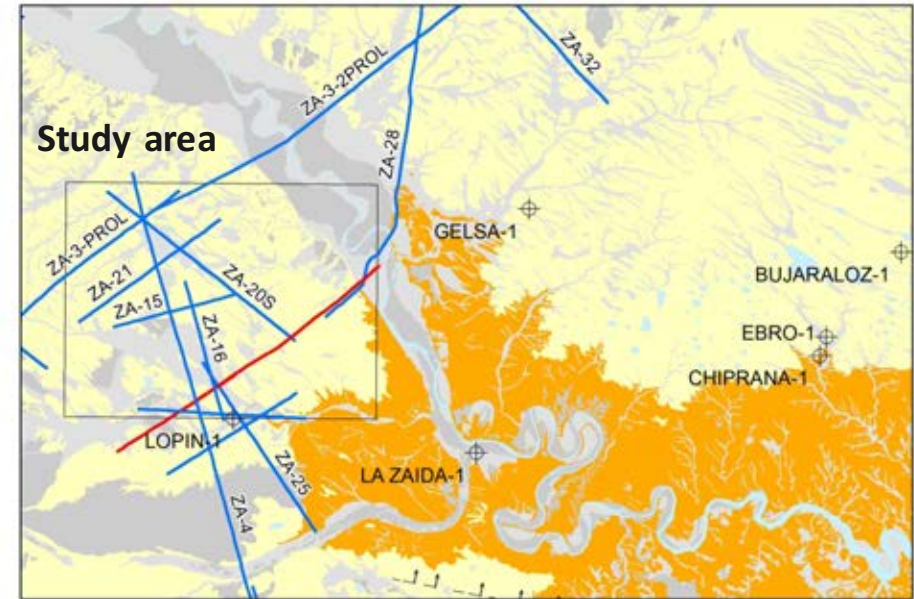 ZA-32
ZA-3-2PROL
Study area
ZA-28
GELSA-1
ZA-3-PROL
ZA-21
ZA-20S
BUJARALOZ-1
ZA-15
ZA-16
EBRO-1
CHIPRANA-1
LOPIN-1
LA ZAIDA-1
ZA-25
ZA-4